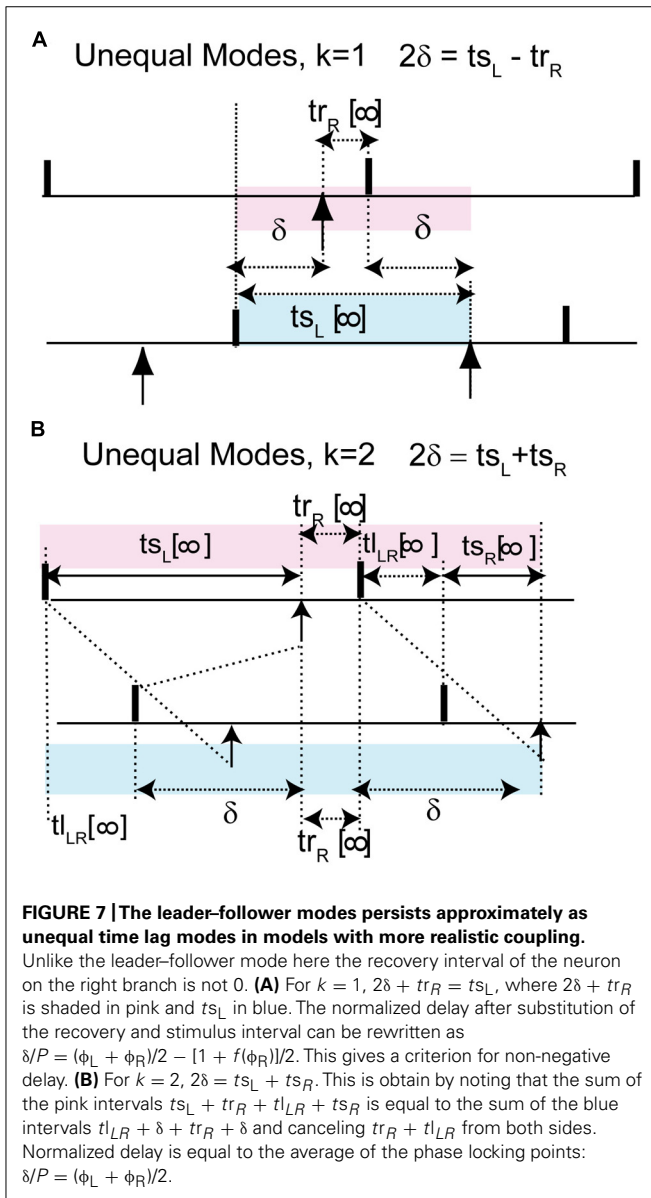 A
Unequal Modes, k=1 2δ = ts_L - tr_R
tr_R [∞]
δ δ
ts_L [∞]
B
Unequal Modes, k=2 2δ = ts_L+ts_R
tr_R [∞]
ts_L[∞] tl_LR[∞] ts_R[∞]
δ δ
tl_LR[∞] tr_R [∞]
FIGURE 7 | The leader–follower modes persists approximately as
unequal time lag modes in models with more realistic coupling.
Unlike the leader–follower mode here the recovery interval of the neuron
on the right branch is not 0. (A) For k = 1, 2δ + tr_R = ts_L, where 2δ + tr_R
is shaded in pink and ts_L in blue. The normalized delay after substitution of
the recovery and stimulus interval can be rewritten as
δ/P = (ϕ_L + ϕ_R)/2 − [1 + f(ϕ_R)]/2. This gives a criterion for non-negative
delay. (B) For k = 2, 2δ = ts_L + ts_R. This is obtain by noting that the sum of
the pink intervals ts_L + tr_R + tl_LR + ts_R is equal to the sum of the blue
intervals tl_LR + δ + tr_R + δ and canceling tr_R + tl_LR from both sides.
Normalized delay is equal to the average of the phase locking points:
δ/P = (ϕ_L + ϕ_R)/2.